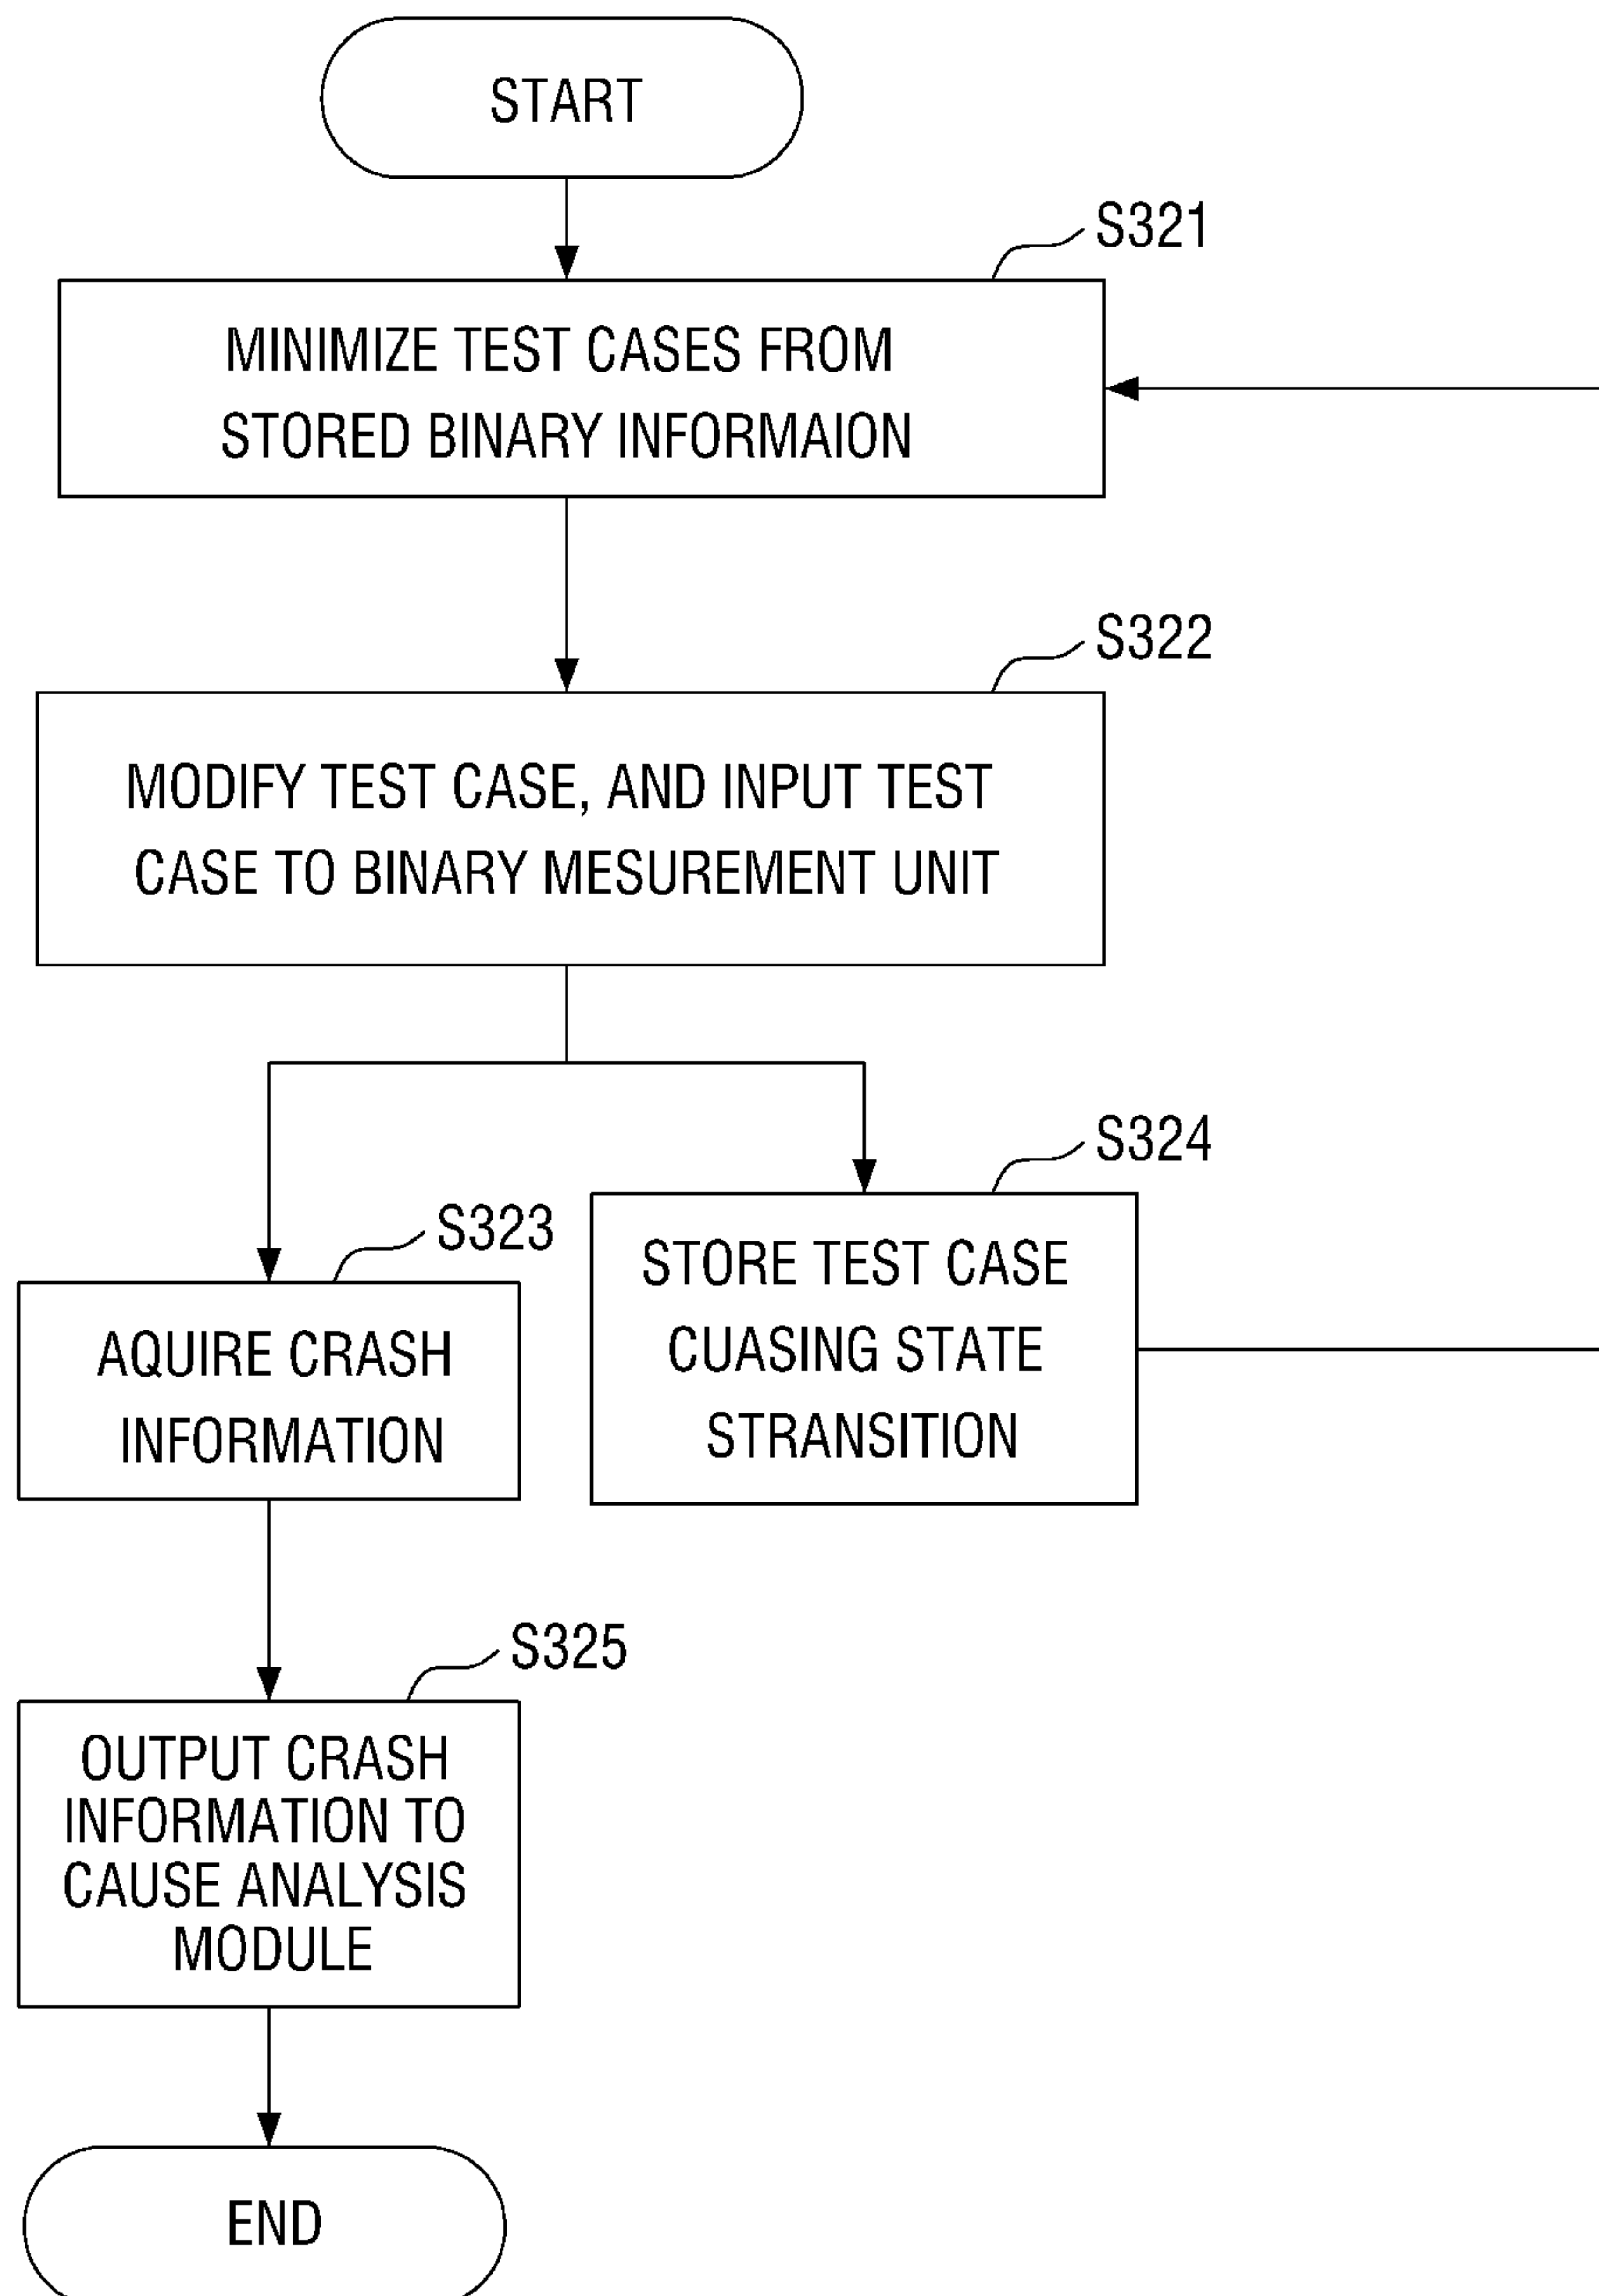 START
S321
MINIMIZE TEST CASES FROM
STORED BINARY INFORMAION
S322
MODIFY TEST CASE, AND INPUT TEST
CASE TO BINARY MESUREMENT UNIT
S324
STORE TEST CASE
CUASING STATE
STRANSITION
S323
AQUIRE CRASH
INFORMATION
S325
OUTPUT CRASH
INFORMATION TO
CAUSE ANALYSIS
MODULE
END